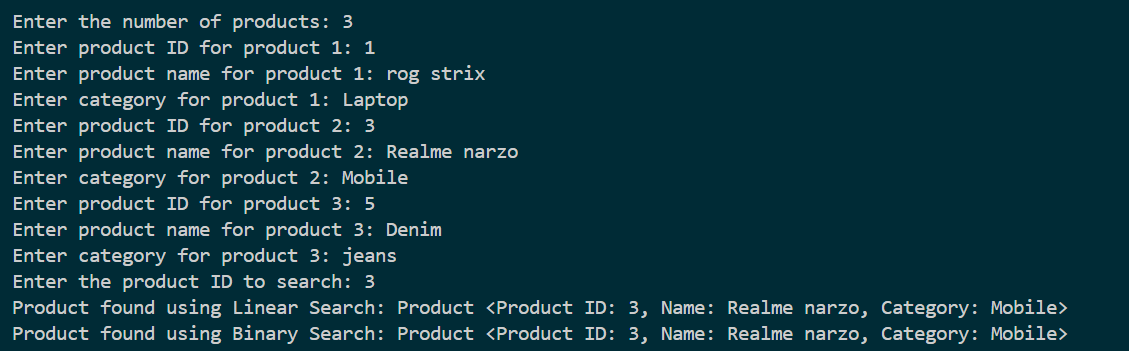 Enter the number of products: 3
Enter product ID for product 1: 1
Enter product name for product 1: rog strix
Enter category for product 1: Laptop
Enter product ID for product 2: 3
Enter product name for product 2: Realme narzo
Enter category for product 2: Mobile
Enter product ID for product 3: 5
Enter product name for product 3: Denim
Enter category for product 3: jeans
Enter the product ID to search: 3
Product found using Linear Search: Product <Product ID: 3, Name: Realme narzo, Category: Mobile>
Product found using Binary Search: Product <Product ID: 3, Name: Realme narzo, Category: Mobile>